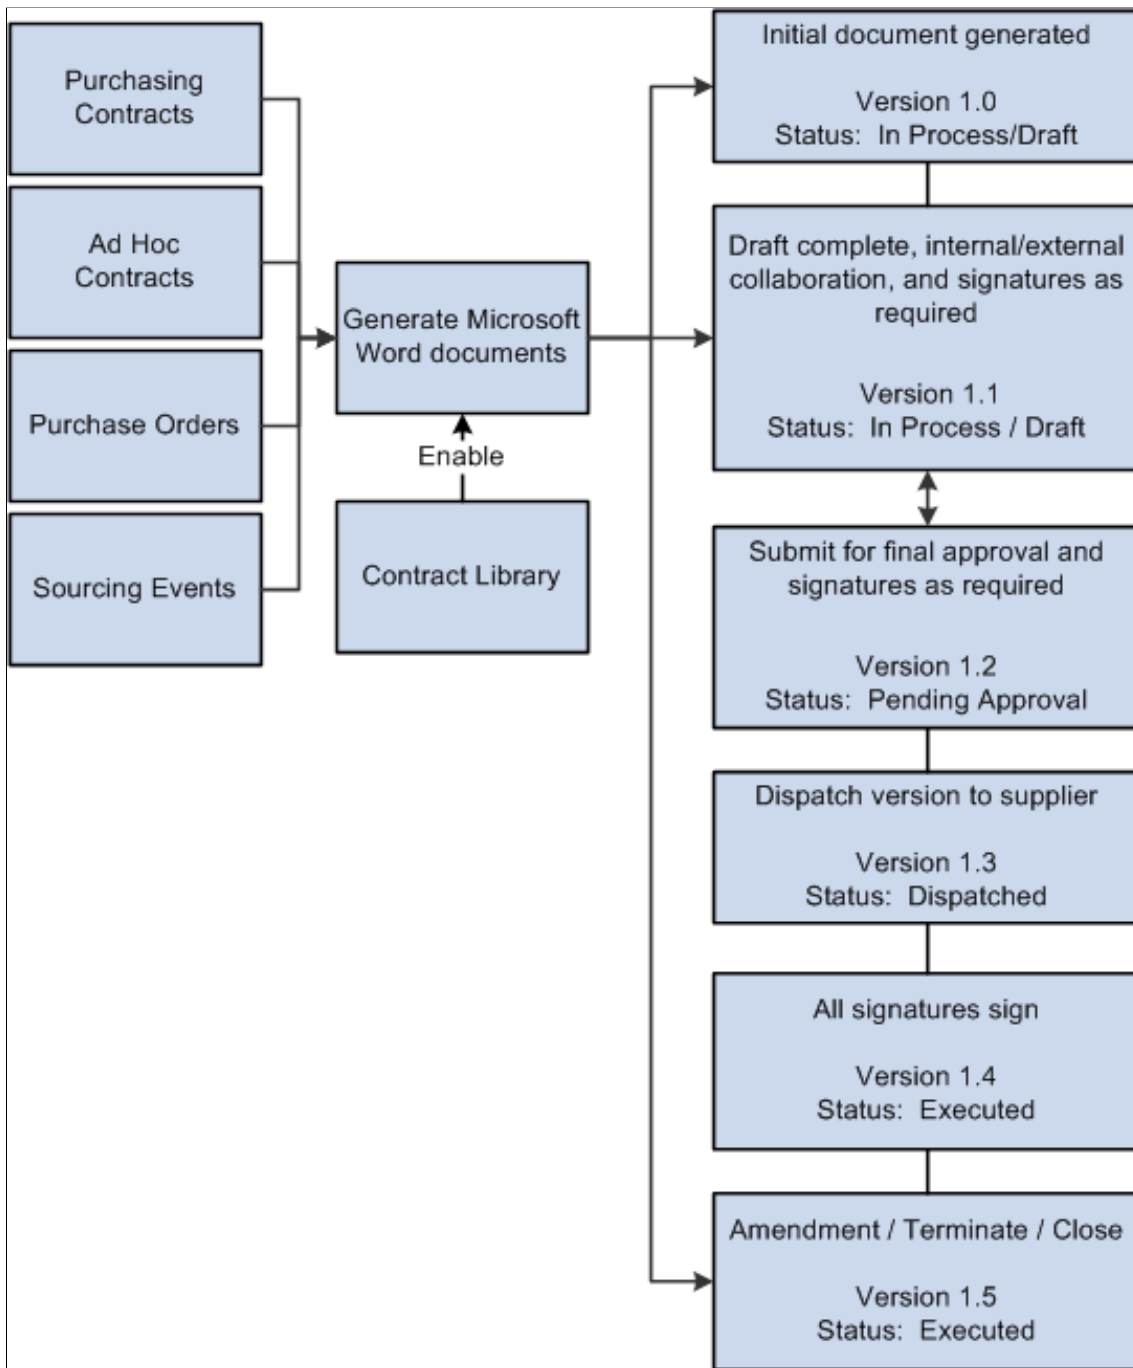 Purchasing
Contracts
Ad Hoc
Contracts
Purchase Orders
Sourcing Events
Generate Microsoft
Word documents
Enable
Contract Library
Initial document generated
Version 1.0
Status:  In Process/Draft
Draft complete, internal/external
collaboration, and signatures as
required
Version 1.1
Status:  In Process / Draft
Submit for final approval and
signatures as required
Version 1.2
Status:  Pending Approval
Dispatch version to supplier
Version 1.3
Status:  Dispatched
All signatures sign
Version 1.4
Status:  Executed
Amendment / Terminate / Close
Version 1.5
Status:  Executed